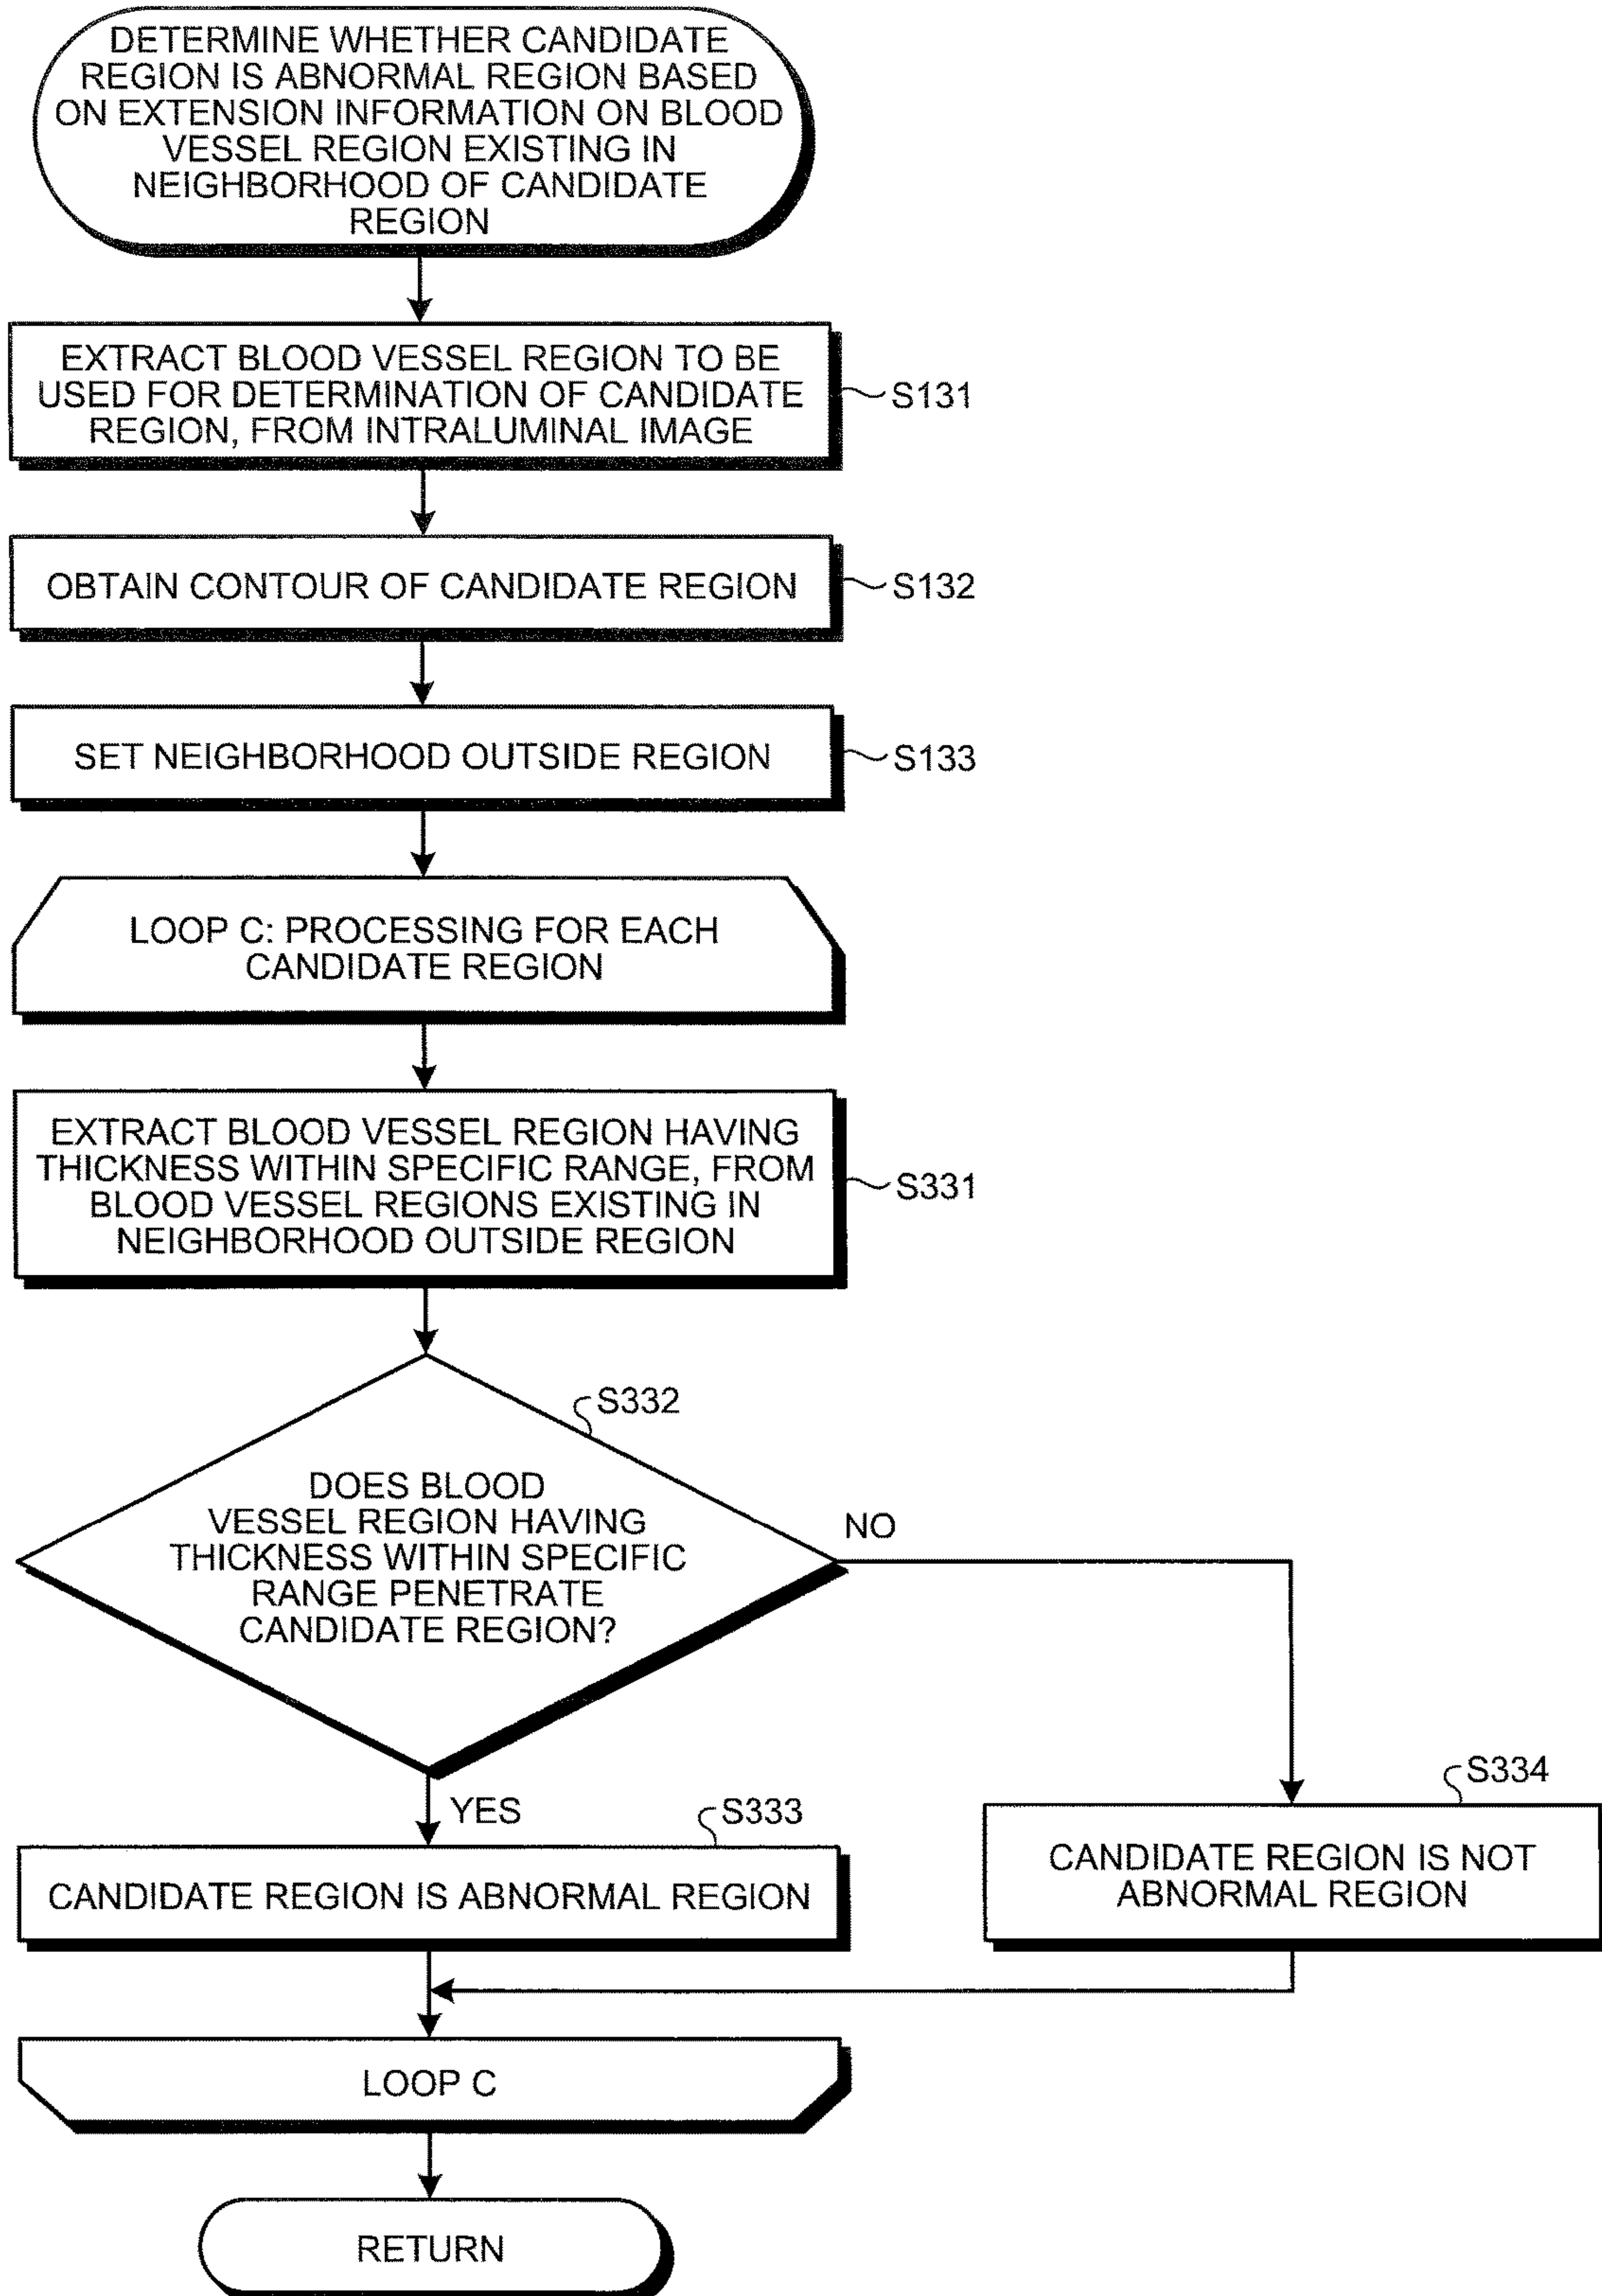 DETERMINE WHETHER CANDIDATE
REGION IS ABNORMAL REGION BASED
ON EXTENSION INFORMATION ON BLOOD
VESSEL REGION EXISTING IN
NEIGHBORHOOD OF CANDIDATE
REGION
EXTRACT BLOOD VESSEL REGION TO BE
USED FOR DETERMINATION OF CANDIDATE
REGION, FROM INTRALUMINAL IMAGE
S131
OBTAIN CONTOUR OF CANDIDATE REGION
S132
SET NEIGHBORHOOD OUTSIDE REGION
S133
LOOP C: PROCESSING FOR EACH
CANDIDATE REGION
EXTRACT BLOOD VESSEL REGION HAVING
THICKNESS WITHIN SPECIFIC RANGE, FROM
BLOOD VESSEL REGIONS EXISTING IN
NEIGHBORHOOD OUTSIDE REGION
S331
S332
DOES BLOOD
VESSEL REGION HAVING
THICKNESS WITHIN SPECIFIC
RANGE PENETRATE
CANDIDATE REGION?
NO
YES
S333
CANDIDATE REGION IS ABNORMAL REGION
S334
CANDIDATE REGION IS NOT
ABNORMAL REGION
LOOP C
RETURN